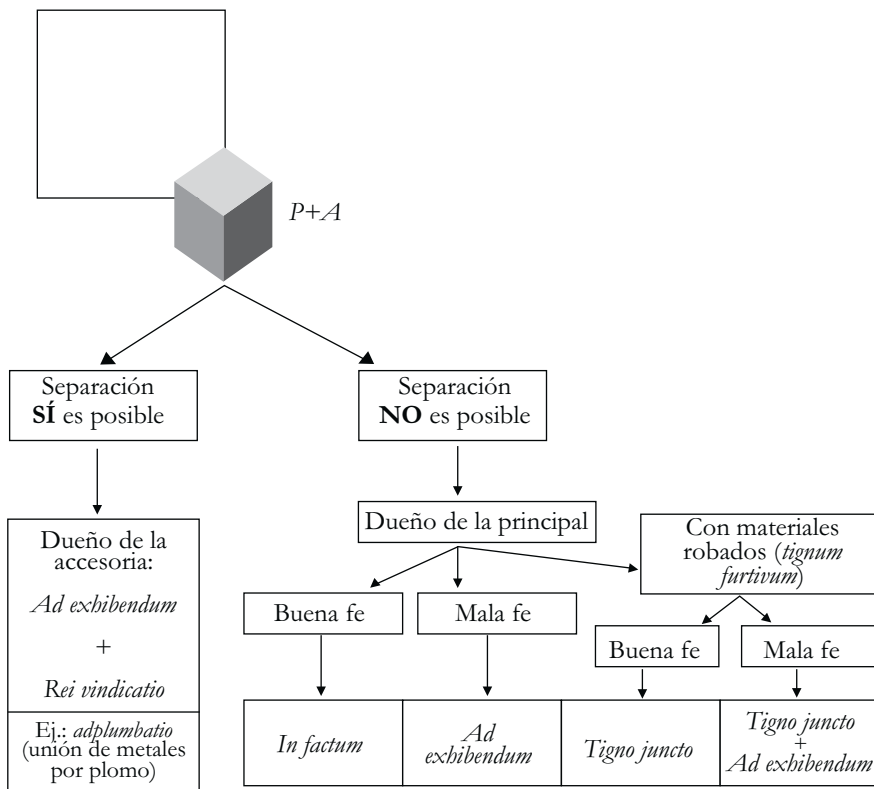 P+A
Separación
SÍ es posible
Separación
NO es posible
Dueño de la
accesoria:
Ad exhibendum
+
Rei vindicatio
Ej.: adplumbatio
(unión de metales
por plomo)
Dueño de la principal
Con materiales
robados (tignum
furtivum)
Buena fe
Mala fe
Buena fe
Mala fe
In factum
Ad
exhibendum
Tigno juncto
Tigno juncto
+
Ad exhibendum